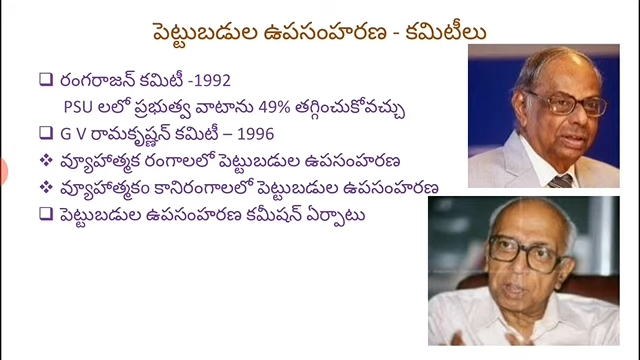 పెట్టుబడుల ఉపసంహరణ - కమిటీలు
రంగరాజన్ కమిటీ -1992
PSU లలో ప్రభుత్వ వాటాను 49% తగ్గించుకోవచ్చు
G V రామకృష్ణన్ కమిటీ – 1996
వ్యూహాత్మక రంగాలలో పెట్టుబడుల ఉపసంహరణ
వ్యూహాత్మకం కానిరంగాలలో పెట్టుబడుల ఉపసంహరణ
పెట్టుబడుల ఉపసంహరణ కమీషన్ ఏర్పాటు